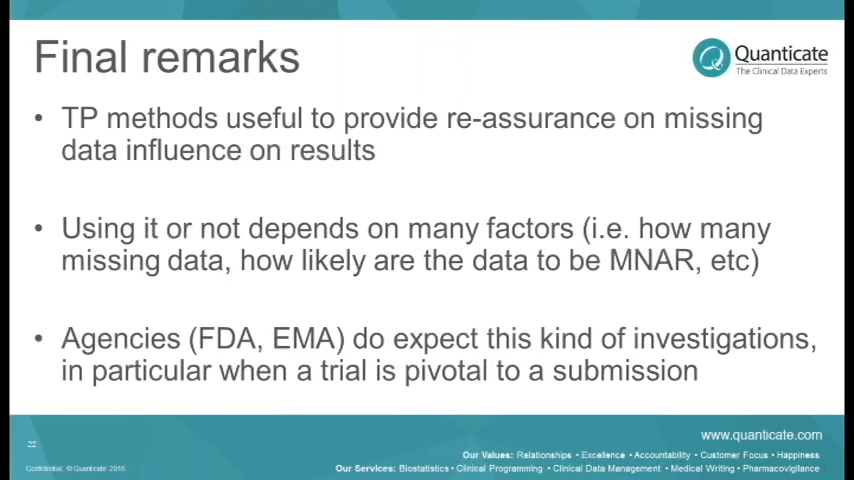 Final remarks
Quanticate
The Clinical Data Experts
• TP methods useful to provide re-assurance on missing
data influence on results
• Using it or not depends on many factors (i.e. how many
missing data, how likely are the data to be MNAR, etc)
• Agencies (FDA, EMA) do expect this kind of investigations,
in particular when a trial is pivotal to a submission
www.quanticate.com
22
Our Values: Relationships • Excellence • Accountability • Customer Focus • Happiness
Confidential, © Quanticate 2016
Our Services: Biostatistics • Clinical Programming • Clinical Data Management • Medical Writing • Pharmacovigilance